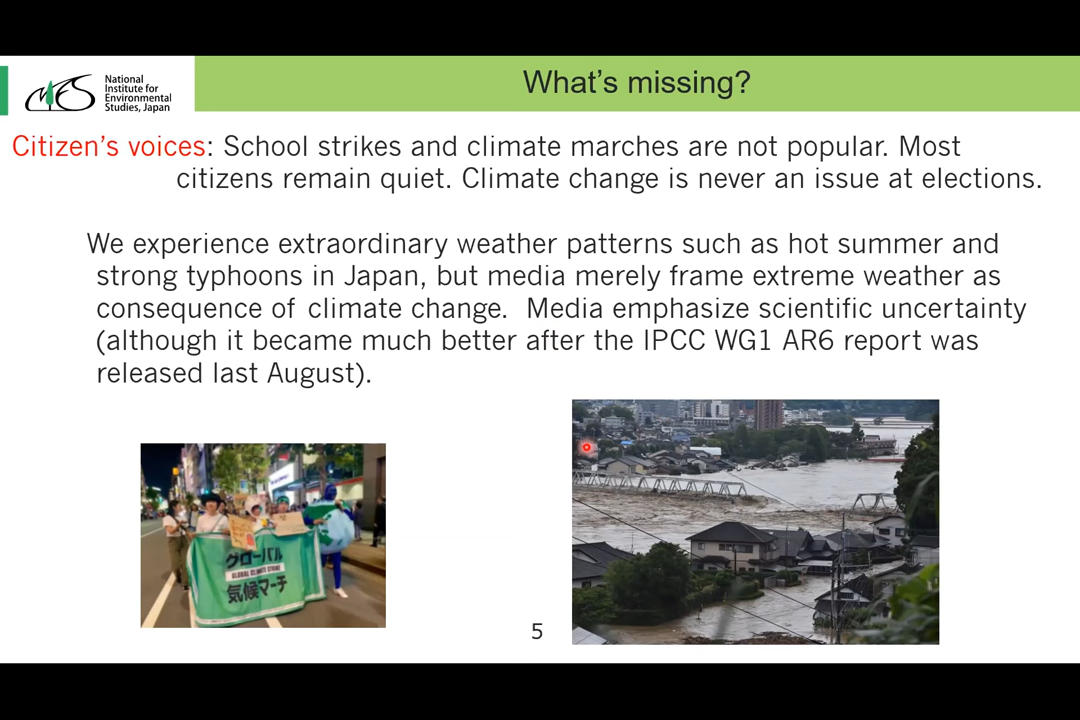 National
Institute for
Environmental
Studies, Japan
What's missing?
Citizen's voices: School strikes and climate marches are not popular. Most
citizens remain quiet. Climate change is never an issue at elections.
We experience extraordinary weather patterns such as hot summer and
strong typhoons in Japan, but media merely frame extreme weather as
consequence of climate change. Media emphasize scientific uncertainty
(although it became much better after the IPCC WG1 AR6 report was
released last August).
グローバル
GLOBAL CLIMATE STRIKE
気候マーチ
5